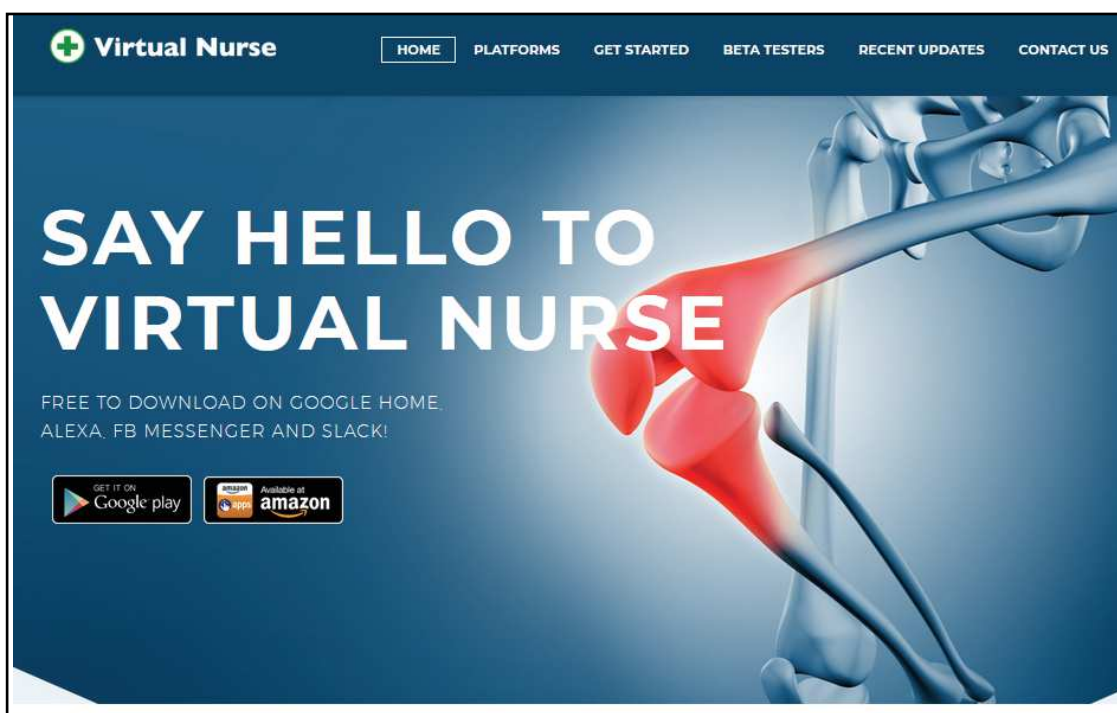 Virtual Nurse
HOME PLATFORMS GET STARTED BETA TESTERS RECENT UPDATES CONTACT US
SAY HELLO TO
VIRTUAL NURSE
FREE TO DOWNLOAD ON GOOGLE HOME,
ALEXA, FB MESSENGER AND SLACK!
GET IT ON
Google play
amazon
apps
Available at
amazon